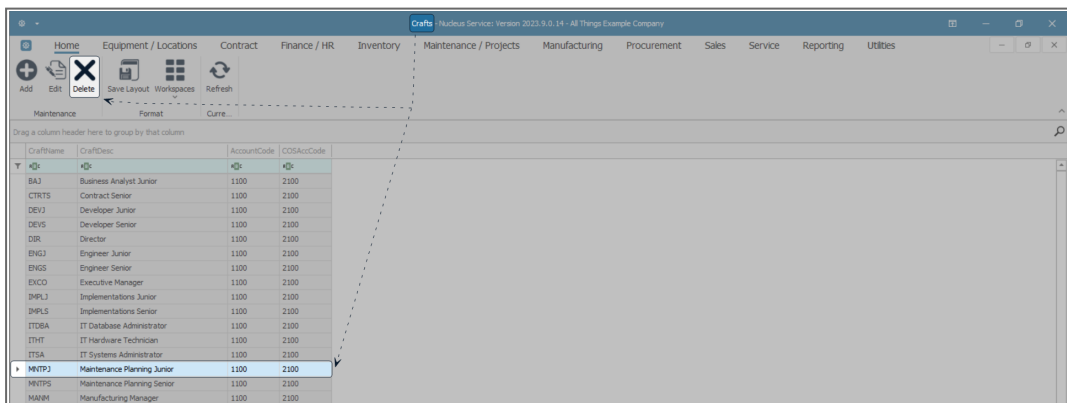 Crafts - Nucleus Service: Version 2023.9.0.14 - All Things Example Company
Home Equipment / Locations Contract Finance / HR Inventory Maintenance / Projects Manufacturing Procurement Sales Service Reporting Utilities
Add Edit Delete Save Layout Workspaces Refresh
Maintenance Format Curre...
Drag a column header here to group by that column
CraftName CraftDesc AccountCode COSAccCode
BAJ Business Analyst Junior 1100 2100
CTRTS Contract Senior 1100 2100
DEVJ Developer Junior 1100 2100
DEVS Developer Senior 1100 2100
DIR Director 1100 2100
ENGJ Engineer Junior 1100 2100
ENGS Engineer Senior 1100 2100
EXCO Executive Manager 1100 2100
IMPLJ Implementations Junior 1100 2100
IMPLS Implementations Senior 1100 2100
ITDBA IT Database Administrator 1100 2100
ITHT IT Hardware Technician 1100 2100
ITSA IT Systems Administrator 1100 2100
MNTPJ Maintenance Planning Junior 1100 2100
MNTPS Maintenance Planning Senior 1100 2100
MANM Manufacturing Manager 1100 2100